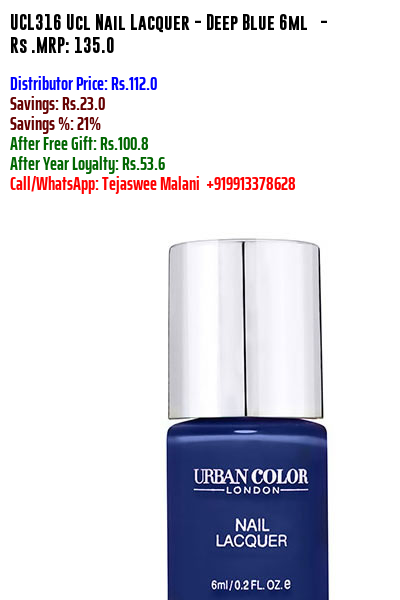 UCL316 Ucl Nail Lacquer - Deep Blue 6ml -
Rs .MRP: 135.0
Distributor Price: Rs.112.0
Savings: Rs.23.0
Savings %: 21%
After Free Gift: Rs.100.8
After Year Loyalty: Rs.53.6
Call/WhatsApp: Tejaswee Malani +919913378628
URBAN COLOR
LONDON
NAIL
LACQUER
6ml/0.2 FL. OZ. e